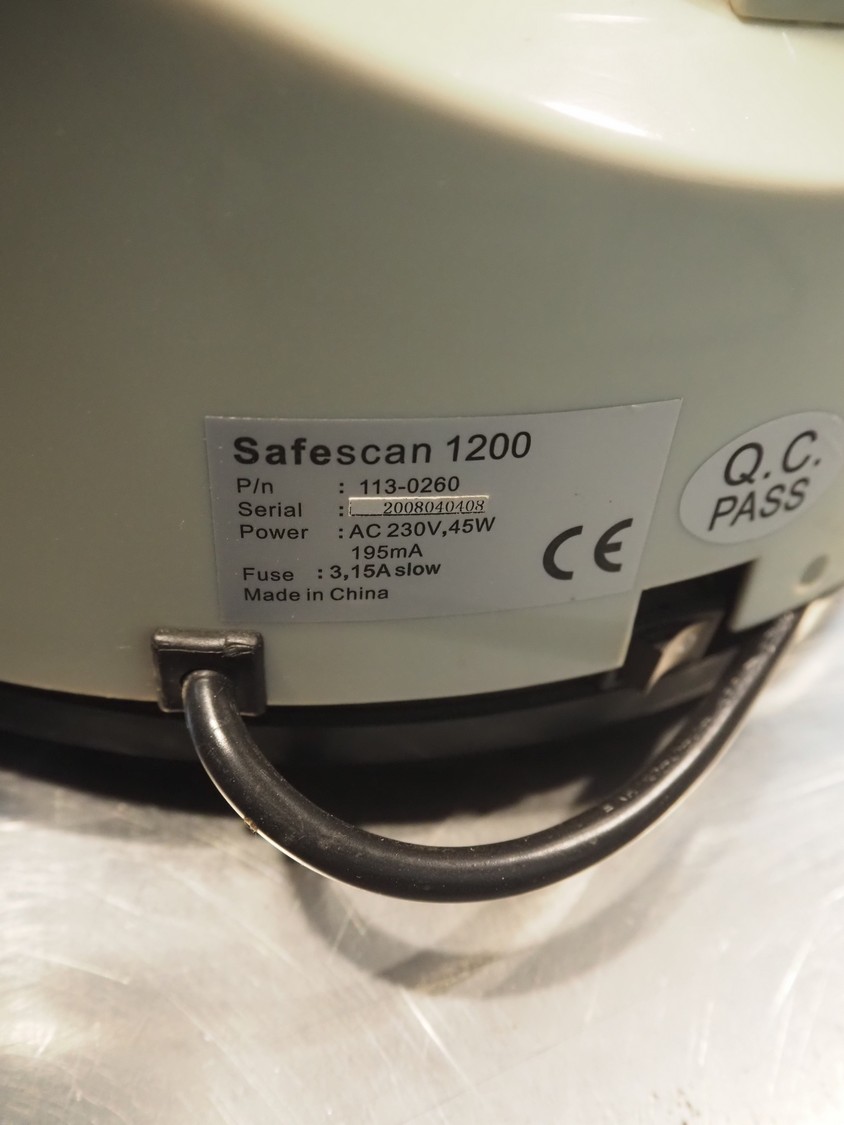 Safescan 1200
P/n : 113-0260
Serial : 2008040408
Power : AC 230V,45W
195mA
Fuse : 3,15A slow
Made in China
CE
Q.C.
PASS